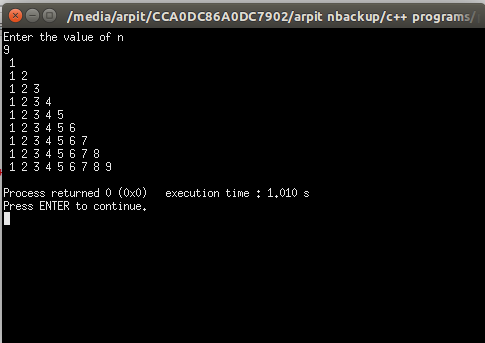 /media/arpit/CCA0DC86A0DC7902/arpit nbackup/c++ programs/
Enter the value of n
9
1
1 2
1 2 3
1 2 3 4
1 2 3 4 5
1 2 3 4 5 6
1 2 3 4 5 6 7
1 2 3 4 5 6 7 8
1 2 3 4 5 6 7 8 9
Process returned 0 (0x0)   execution time : 1.010 s
Press ENTER to continue.